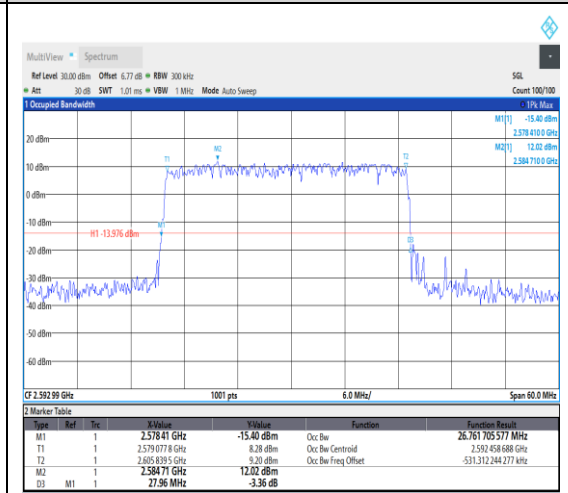 MultiView Spectrum
Ref Level 30.00 dBm Offset 6.77 dB RBW 300 kHz SGL
Att 30 dB SWT 1.01 ms VBW 1 MHz Mode Auto Sweep Count 100/100
1 Occupied Bandwidth 1Pk Max
M1[1] -15.40 dBm
2.578 410 0 GHz
M2[1] 12.02 dBm
2.584 710 0 GHz
20 dBm
M2
T1
T2
10 dBm
0 dBm
-10 dBm
M1
H1 -13.976 dBm
D3
-20 dBm
-30 dBm
-50 dBm
-60 dBm
CF 2.592 99 GHz 1001 pts 6.0 MHz/ Span 60.0 MHz
2 Marker Table
Type Ref Trc X-Value Y-Value Function Function Result
M1 1 2.578 41 GHz -15.40 dBm Occ Bw 26.761 705 577 MHz
T1 1 2.579 077 8 GHz 8.28 dBm Occ Bw Centroid 2.592 458 688 GHz
T2 1 2.605 839 5 GHz 9.20 dBm Occ Bw Freq Offset -531.312 244 277 kHz
M2 1 2.584 71 GHz 12.02 dBm
D3 M1 1 27.96 MHz -3.36 dB